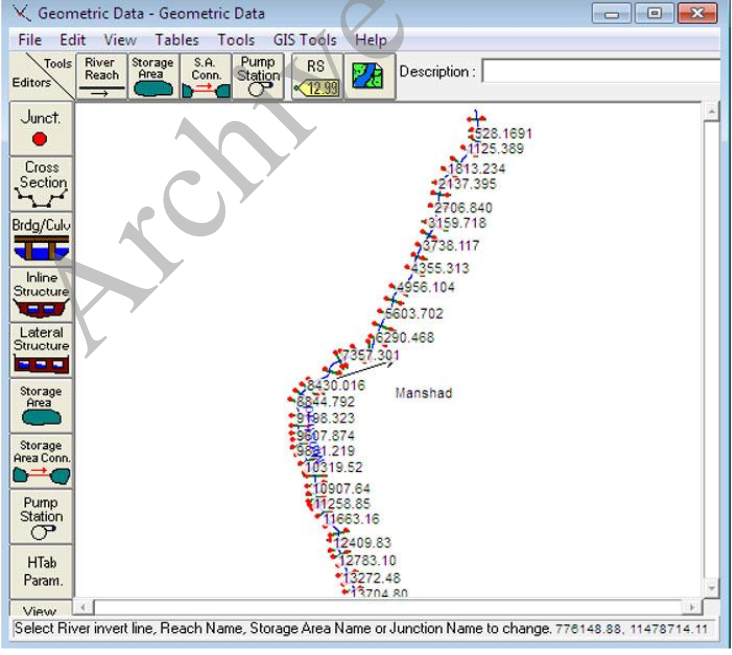 Geometric Data - Geometric Data
File Edit View Tables Tools GIS Tools Help
Tools
Editors
River
Reach
Storage
Area
S.A.
Conn.
Pump
Station
RS
12.99
Description :
Junct.
Cross
Section
Brdg/Culv
Inline
Structure
Lateral
Structure
Storage
Area
Storage
Area Conn.
Pump
Station
HTab
Param.
View
528.1691
1125.389
1813.234
2137.395
2706.840
3159.718
3738.117
4355.313
4956.104
5603.702
6290.468
7357.301
8430.016
8844.792
9198.323
9607.874
10319.52
10907.64
11258.85
11663.16
12409.83
12783.10
13272.48
13704.80
Manshad
Select River invert line, Reach Name, Storage Area Name or Junction Name to change. 776148.88, 11478714.11
Archive